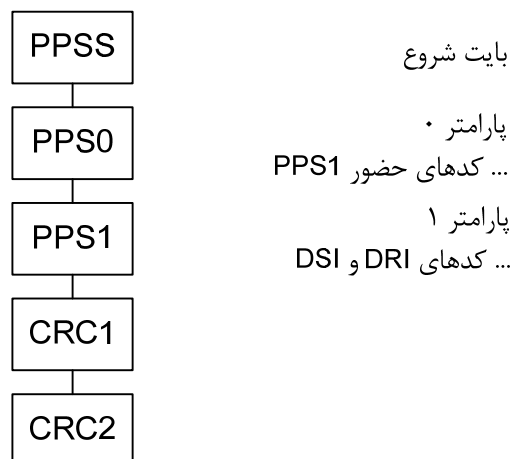 PPSS
بایت شروع
PPS0
پارامتر ۰
... کدهای حضور PPS1
PPS1
پارامتر ۱
... کدهای DRI و DSI
CRC1
CRC2